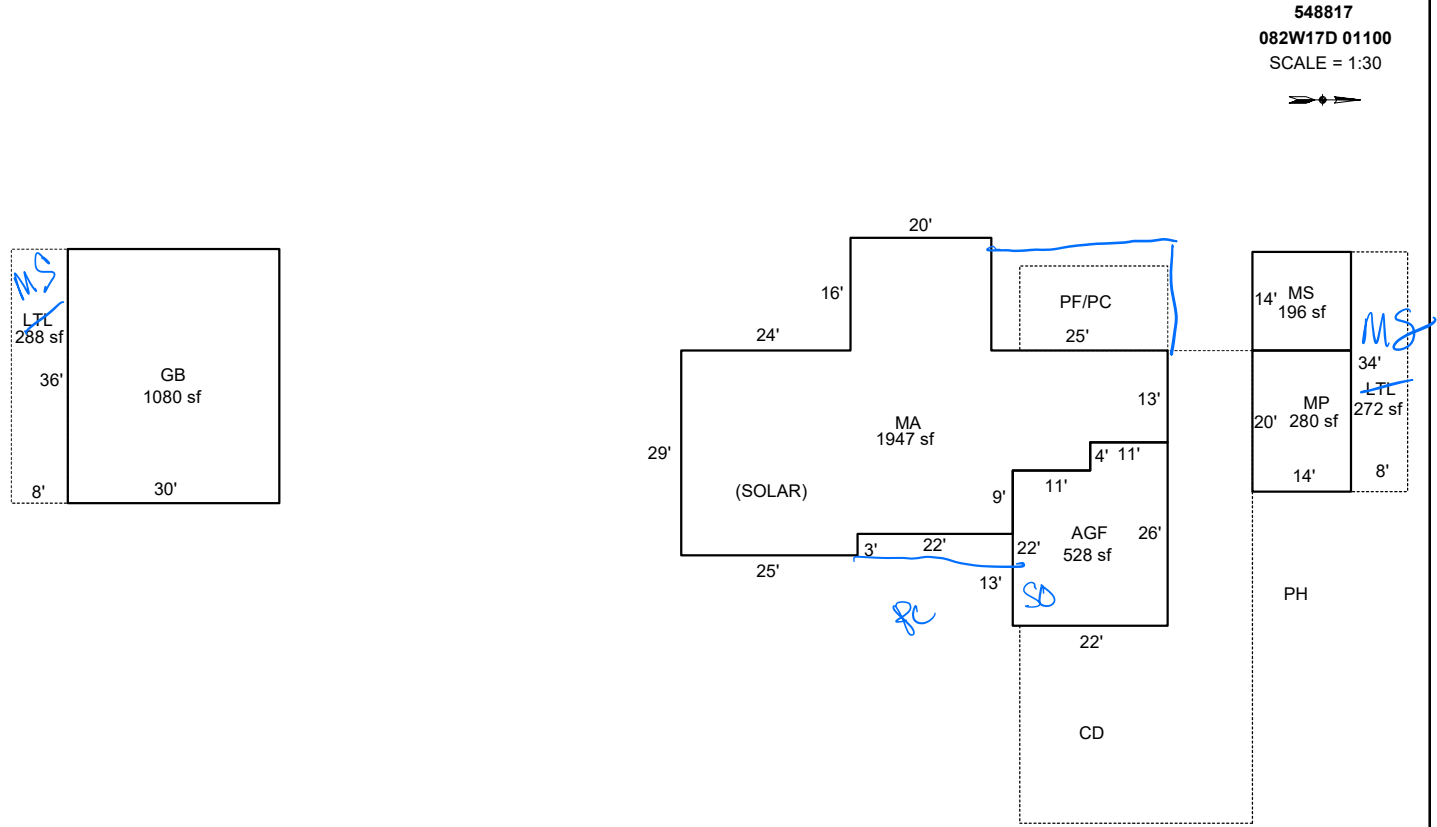 548817
082W17D 01100
SCALE = 1:30
MS
LTL
288 sf
36'
8'
GB
1080 sf
30'
20'
16'
24'
PF/PC
25'
29'
MA
1947 sf
13'
4' 11'
11'
(SOLAR)
9'
3'
22'
25'
22'
13'
AGF
528 sf
26'
SD
PC
22'
CD
14'
MS
196 sf
MS
34'
LTL
272 sf
20'
MP
280 sf
14'
8'
PH